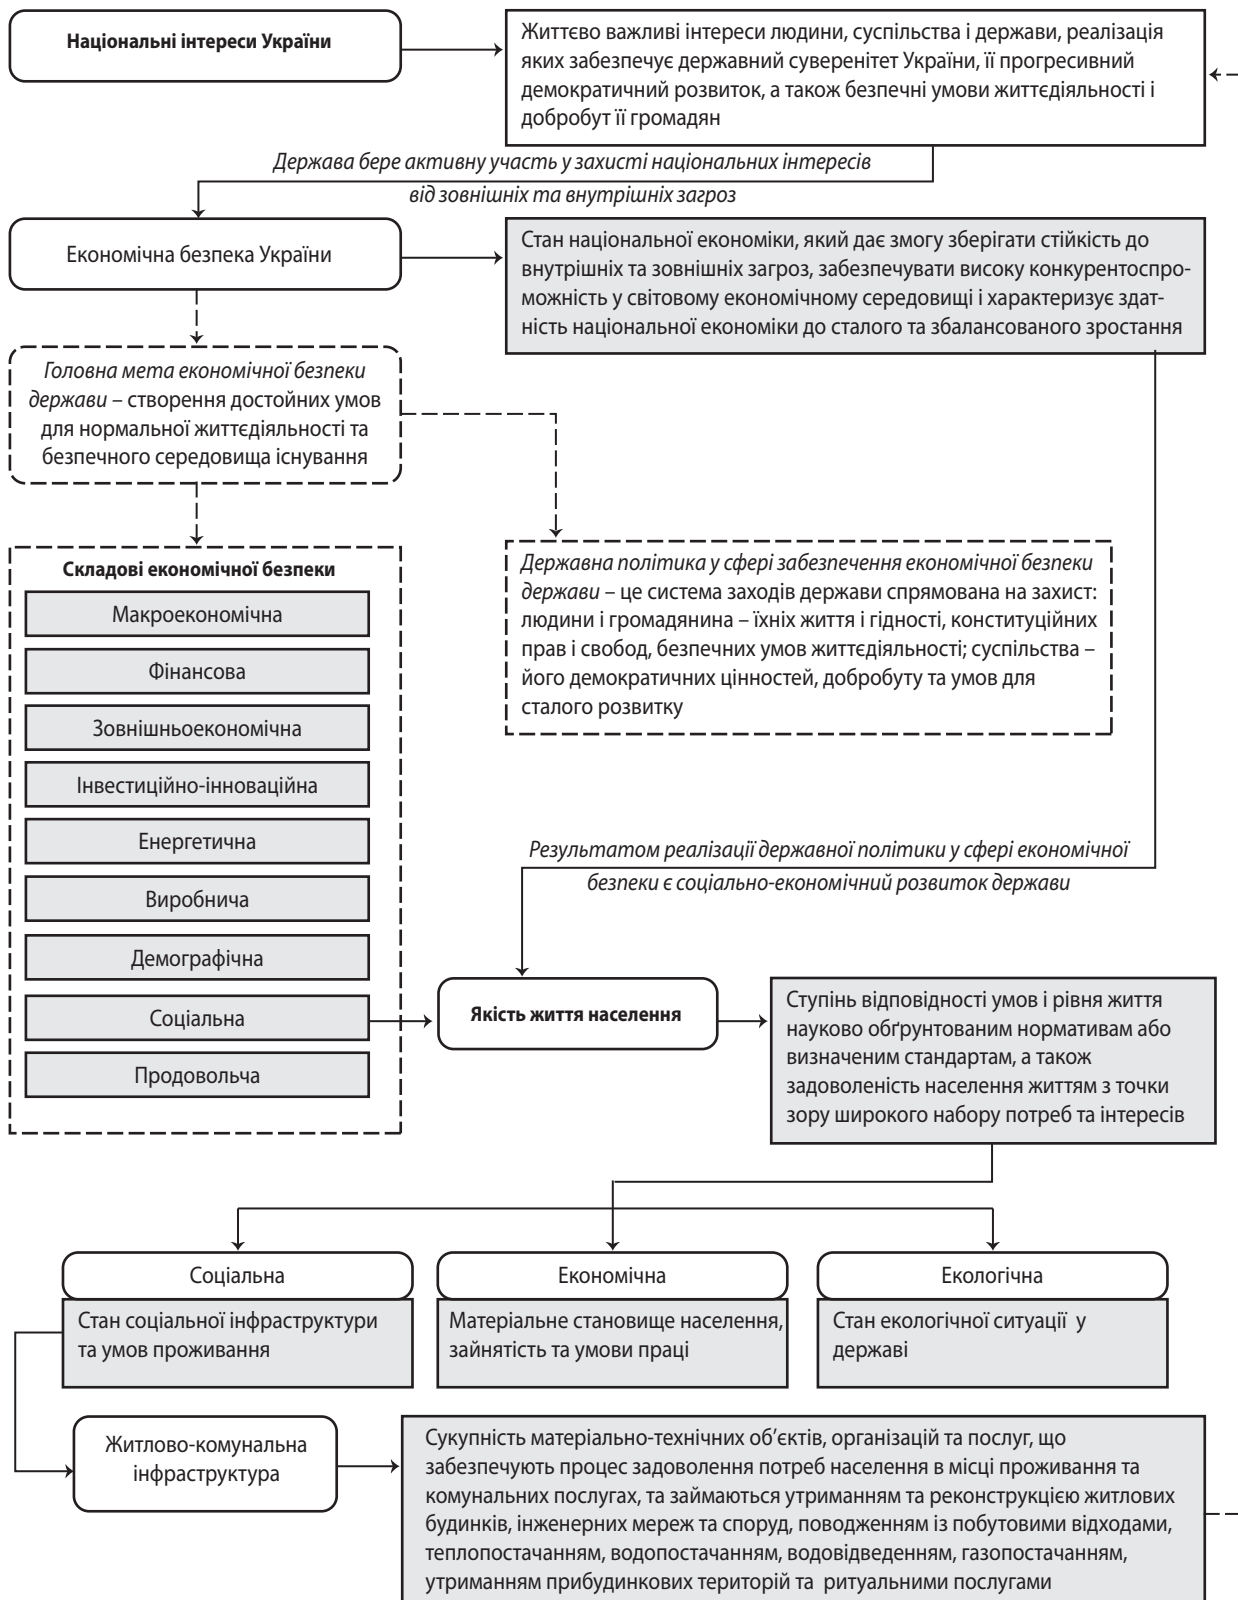 Національні інтереси України
Життєво важливі інтереси людини, суспільства і держави, реалізація
яких забезпечує державний суверенітет України, її прогресивний
демократичний розвиток, а також безпечні умови життєдіяльності і
добробут її громадян
Держава бере активну участь у захисті національних інтересів
від зовнішніх та внутрішніх загроз
Економічна безпека України
Стан національної економіки, який дає змогу зберігати стійкість до
внутрішніх та зовнішніх загроз, забезпечувати високу конкурентоспро-
можність у світовому економічному середовищі і характеризує здат-
ність національної економіки до сталого та збалансованого зростання
Головна мета економічної безпеки
держави – створення достойних умов
для нормальної життєдіяльності та
безпечного середовища існування
Складові економічної безпеки
Макроекономічна
Фінансова
Зовнішньоекономічна
Інвестиційно-інноваційна
Енергетична
Виробнича
Демографічна
Соціальна
Продовольча
Державна політика у сфері забезпечення економічної безпеки
держави – це система заходів держави спрямована на захист:
людини і громадянина – їхніх життя і гідності, конституційних
прав і свобод, безпечних умов життєдіяльності; суспільства –
його демократичних цінностей, добробуту та умов для
сталого розвитку
Результатом реалізації державної політики у сфері економічної
безпеки є соціально-економічний розвиток держави
Якість життя населення
Ступінь відповідності умов і рівня життя
науково обґрунтованим нормативам або
визначеним стандартам, а також
задоволеність населення життям з точки
зору широкого набору потреб та інтересів
Соціальна
Стан соціальної інфраструктури
та умов проживання
Економічна
Матеріальне становище населення,
зайнятість та умови праці
Екологічна
Стан екологічної ситуації у
державі
Житлово-комунальна
інфраструктура
Сукупність матеріально-технічних об’єктів, організацій та послуг, що
забезпечують процес задоволення потреб населення в місці проживання та
комунальних послугах, та займаються утриманням та реконструкцією житлових
будинків, інженерних мереж та споруд, поводженням із побутовими відходами,
теплопостачанням, водопостачанням, водовідведенням, газопостачанням,
утриманням прибудинкових територій та ритуальними послугами